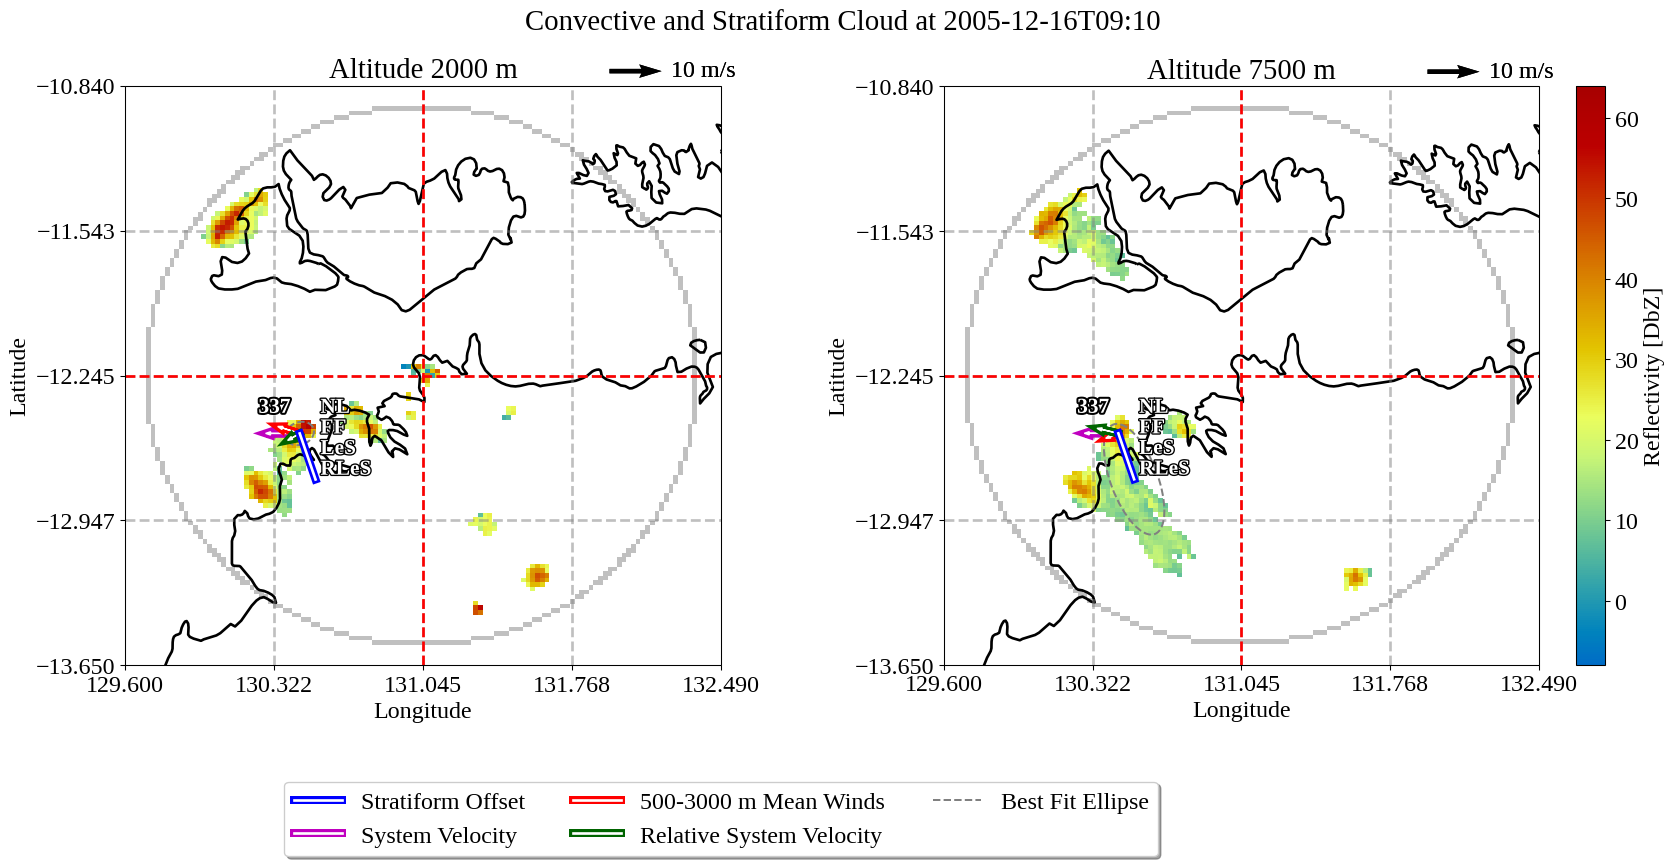 Convective and Stratiform Cloud at 2005-12-16T09:10
Altitude 2000 m
10 m/s
−10.840
−11.543
−12.245
−12.947
−13.650
Latitude
337
NL
FF
LeS
RLeS
129.600 130.322 131.045 131.768 132.490
Longitude
Altitude 7500 m
10 m/s
−10.840
−11.543
−12.245
−12.947
−13.650
Latitude
337
NL
FF
LeS
RLeS
129.600 130.322 131.045 131.768 132.490
Longitude
60
50
40
30
20
10
0
Reflectivity [DbZ]
Stratiform Offset
System Velocity
500-3000 m Mean Winds
Relative System Velocity
Best Fit Ellipse